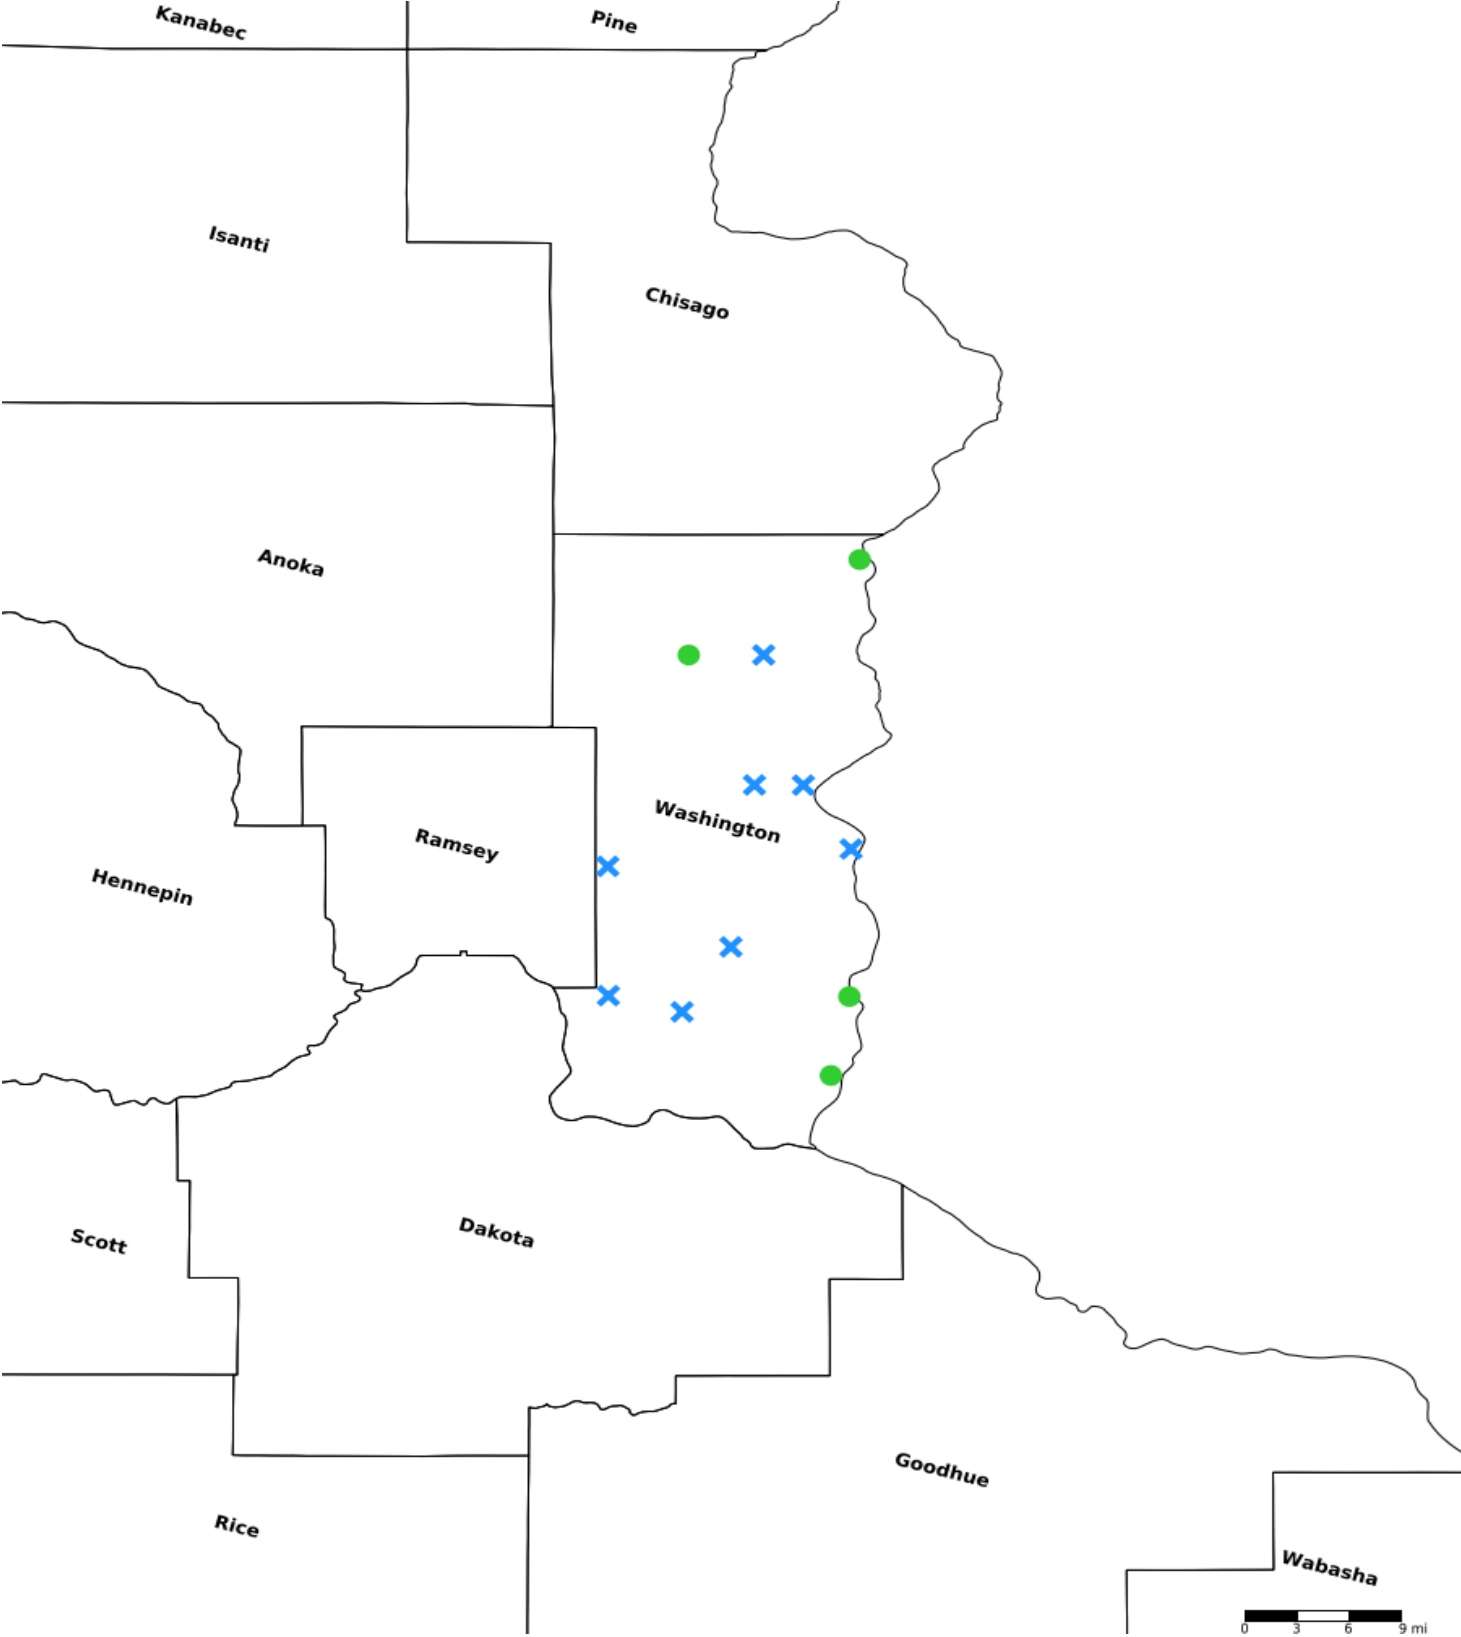 Kanabec
Pine
Isanti
Chisago
Anoka
Washington
Ramsey
Hennepin
Dakota
Scott
Goodhue
Rice
Wabasha
0 3 6 9 mi